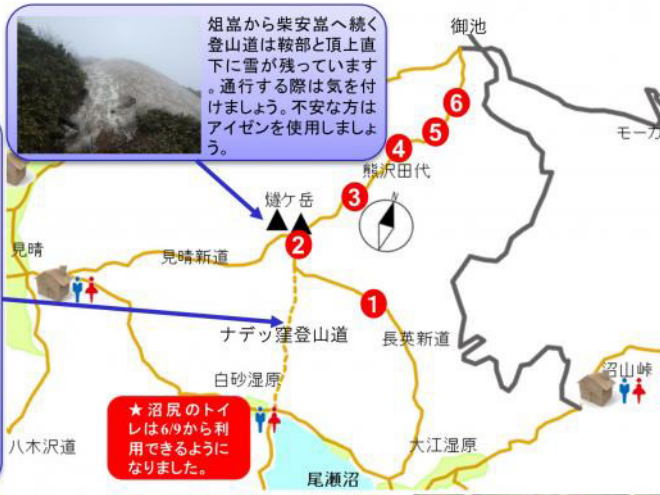 俎嵓から柴安嵓へ続く
登山道は鞍部と頂上直
下に雪が残っています
。通行する際は気を付
けましょう。不安な方は
アイゼンを使用しましょ
う。
御池
モーカ
6
5
4
熊沢田代
3
燧ケ岳
N
2
見晴
見晴新道
1
ナデッ窪登山道
長英新道
白砂湿原
沼山峠
★沼尻のトイ
レは6/9から利
用できるように
なりました。
八木沢道
大江湿原
尾瀬沼